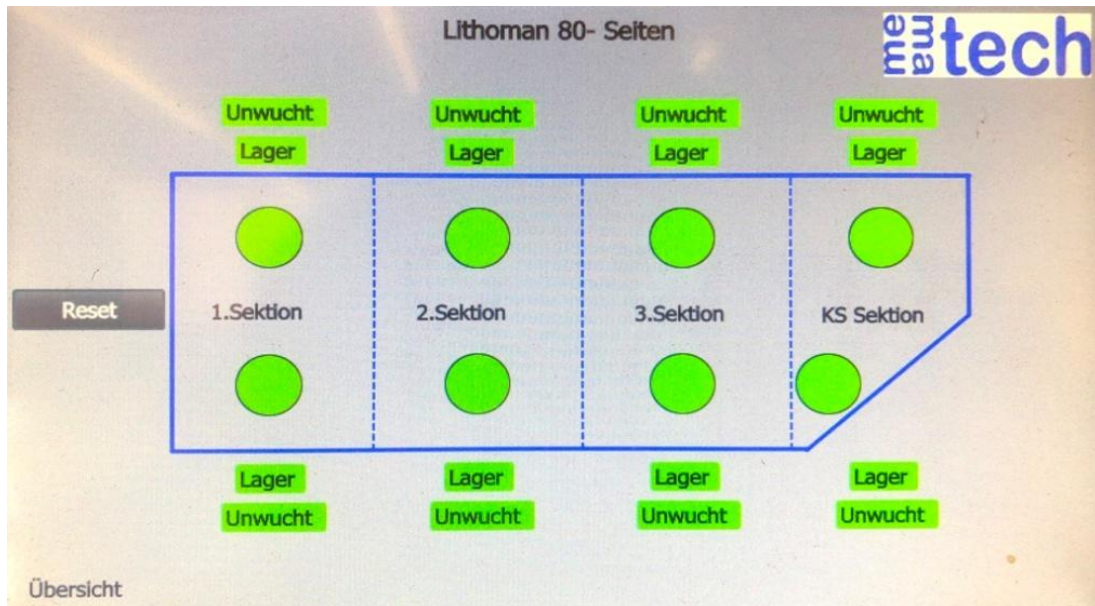 Lithoman 80- Seiten
me ma tech
Unwucht Unwucht Unwucht Unwucht
Lager Lager Lager Lager
Reset 1.Sektion 2.Sektion 3.Sektion KS Sektion
Lager Lager Lager Lager
Unwucht Unwucht Unwucht Unwucht
Übersicht